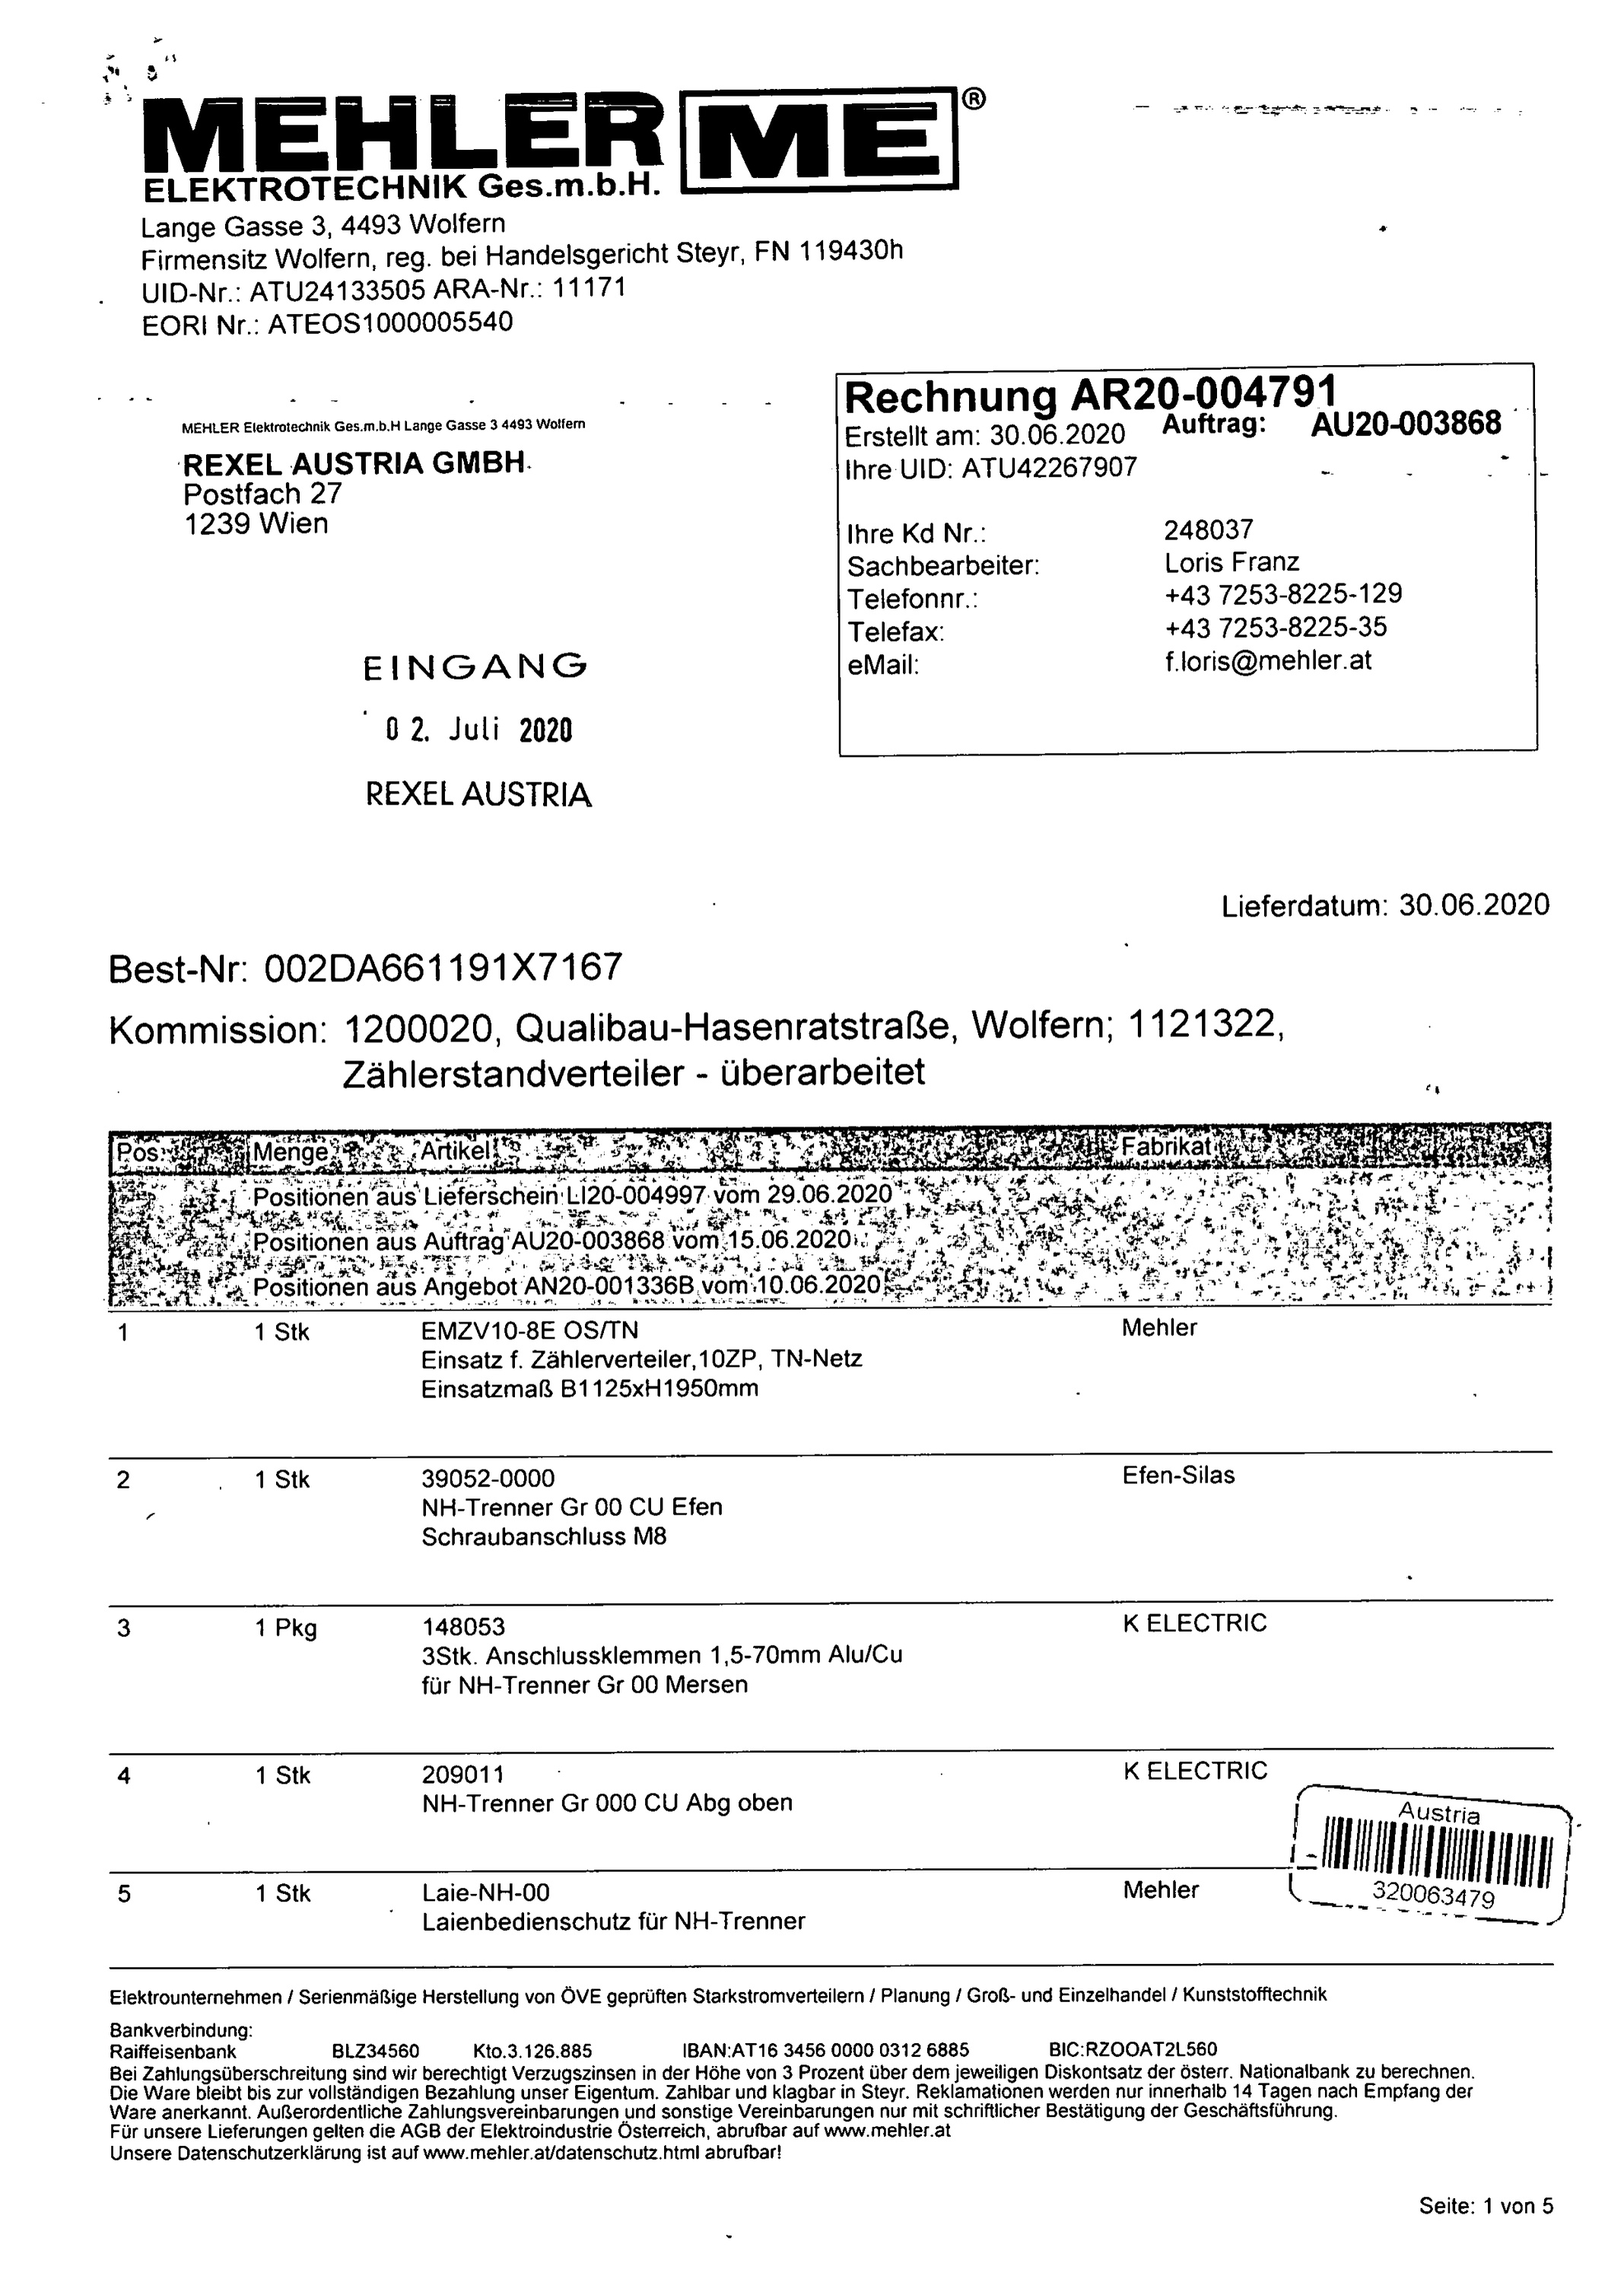 MEHLER ME ®
ELEKTROTECHNIK Ges.m.b.H.
Lange Gasse 3, 4493 Wolfern
Firmensitz Wolfern, reg. bei Handelsgericht Steyr, FN 119430h
UID-Nr.: ATU24133505 ARA-Nr.: 11171
EORI Nr.: ATEOS1000005540
MEHLER Elektrotechnik Ges.m.b.H Lange Gasse 3 4493 Wolfern
REXEL AUSTRIA GMBH
Postfach 27
1239 Wien
Rechnung AR20-004791
Erstellt am: 30.06.2020 Auftrag: AU20-003868
Ihre UID: ATU42267907
Ihre Kd Nr.: 248037
Sachbearbeiter: Loris Franz
Telefonnr.: +43 7253-8225-129
Telefax: +43 7253-8225-35
eMail: f.loris@mehler.at
EINGANG
02. Juli 2020
REXEL AUSTRIA
Lieferdatum: 30.06.2020
Best-Nr: 002DA661191X7167
Kommission: 1200020, Qualibau-Hasenratstraße, Wolfern; 1121322,
Zählerstandverteiler - überarbeitet
Pos. Menge Artikel Fabrikat
Positionen aus Lieferschein LI20-004997 vom 29.06.2020
Positionen aus Auftrag AU20-003868 vom 15.06.2020
Positionen aus Angebot AN20-001336B vom 10.06.2020
1 1 Stk EMZV10-8E OS/TN Mehler
Einsatz f. Zählerverteiler,10ZP, TN-Netz
Einsatzmaß B1125xH1950mm
2 1 Stk 39052-0000 Efen-Silas
NH-Trenner Gr 00 CU Efen
Schraubanschluss M8
3 1 Pkg 148053 K ELECTRIC
3Stk. Anschlussklemmen 1,5-70mm Alu/Cu
für NH-Trenner Gr 00 Mersen
4 1 Stk 209011 K ELECTRIC
NH-Trenner Gr 000 CU Abg oben
Austria
320063479
5 1 Stk Laie-NH-00 Mehler
Laienbedienschutz für NH-Trenner
Elektrounternehmen / Serienmäßige Herstellung von ÖVE geprüften Starkstromverteilern / Planung / Groß- und Einzelhandel / Kunststofftechnik
Bankverbindung:
Raiffeisenbank BLZ34560 Kto.3.126.885 IBAN:AT16 3456 0000 0312 6885 BIC:RZOOAT2L560
Bei Zahlungsüberschreitung sind wir berechtigt Verzugszinsen in der Höhe von 3 Prozent über dem jeweiligen Diskontsatz der österr. Nationalbank zu berechnen.
Die Ware bleibt bis zur vollständigen Bezahlung unser Eigentum. Zahlbar und klagbar in Steyr. Reklamationen werden nur innerhalb 14 Tagen nach Empfang der
Ware anerkannt. Außerordentliche Zahlungsvereinbarungen und sonstige Vereinbarungen nur mit schriftlicher Bestätigung der Geschäftsführung.
Für unsere Lieferungen gelten die AGB der Elektroindustrie Österreich, abrufbar auf www.mehler.at
Unsere Datenschutzerklärung ist auf www.mehler.at/datenschutz.html abrufbar!
Seite: 1 von 5